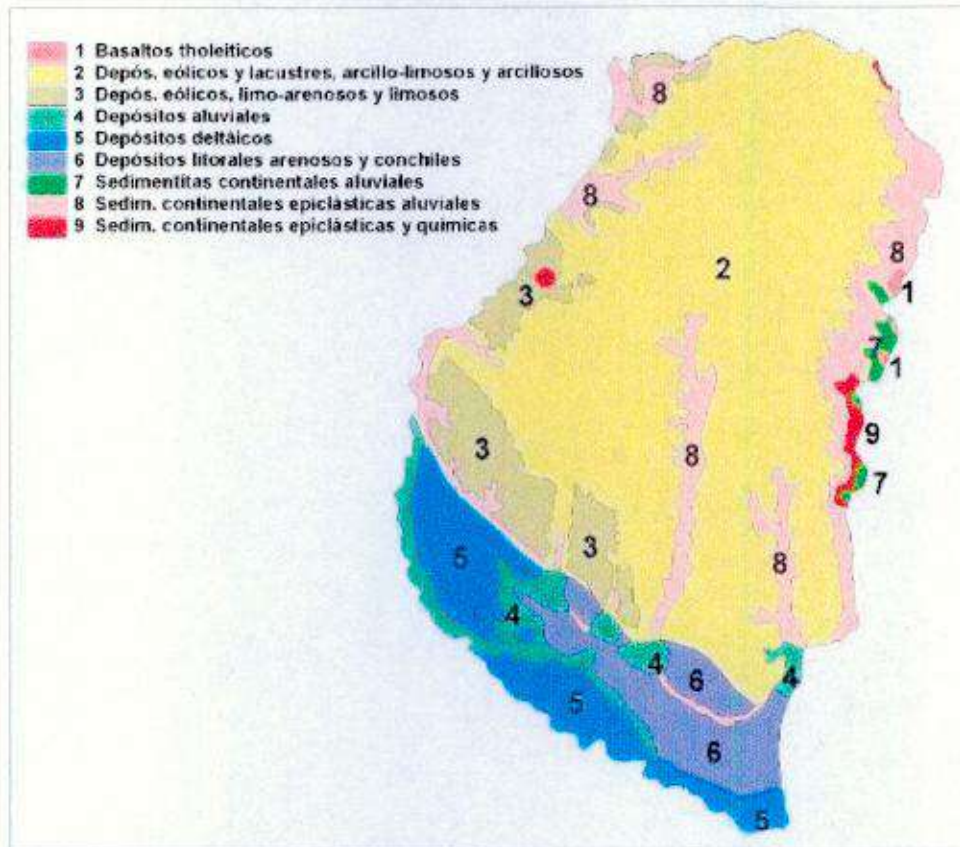 1 Basaltos tholeiticos
2 Depós. eólicos y lacustres, arcillo-limosos y arcilliosos
3 Depós. eólicos, limo-arenosos y limosos
4 Depósitos aluviales
5 Depósitos deltáicos
6 Depósitos litorales arenosos y conchiles
7 Sedimentitas continentales aluviales
8 Sedim. continentales epiclásticas aluviales
9 Sedim. continentales epiclásticas y quimicas
8
8
8
2
3
1
7
1
3
8
9
7
3
8
5
4
4
6
4
5
6
5